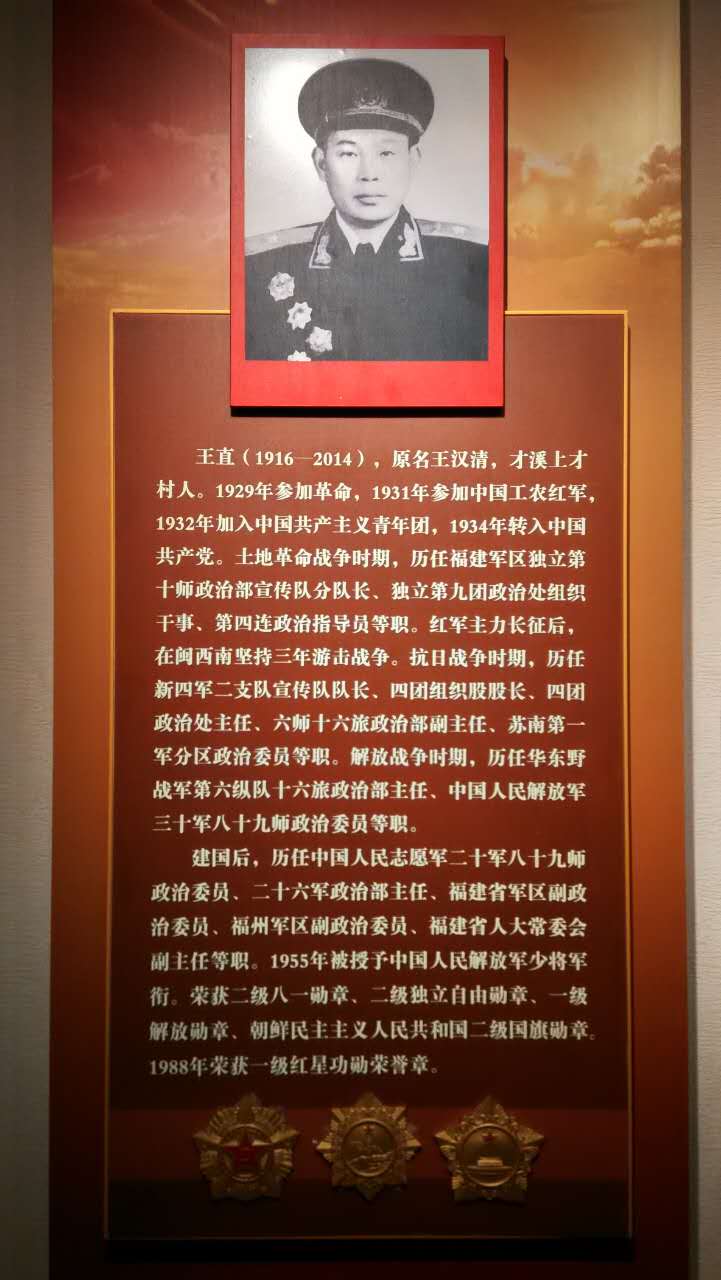 王直（1916—2014），原名王汉清，才溪上才
村人。1929年参加革命，1931年参加中国工农红军，
1932年加入中国共产主义青年团，1934年转入中国
共产党。土地革命战争时期，历任福建军区独立第
十师政治部宣传队分队长、独立第九团政治处组织
干事、第四连政治指导员等职。红军主力长征后，
在闽西南坚持三年游击战争。抗日战争时期，历任
新四军二支队宣传队队长、四团组织股股长、四团
政治处主任、六师十六旅政治部副主任、苏南第一
军分区政治委员等职。解放战争时期，历任华东野
战军第六纵队十六旅政治部主任、中国人民解放军
三十军八十九师政治委员等职。
建国后，历任中国人民志愿军二十军八十九师
政治委员、二十六军政治部主任、福建省军区副政
治委员、福州军区副政治委员、福建省人大常委会
副主任等职。1955年被授予中国人民解放军少将军
衔。荣获二级八一勋章、二级独立自由勋章、一级
解放勋章、朝鲜民主主义人民共和国二级国旗勋章。
1988年荣获一级红星功勋荣誉章。